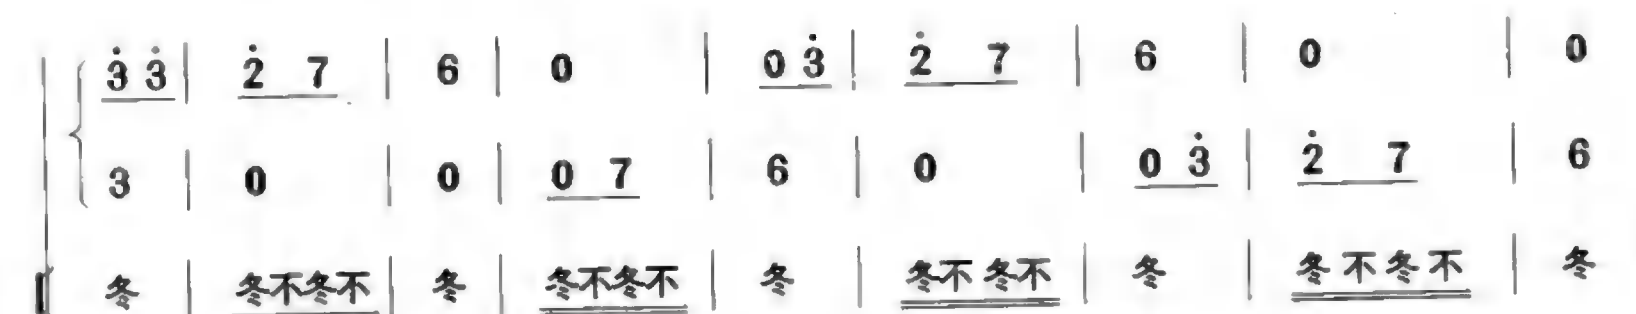 3̇ 3̇ | 2̇ 7 | 6 | 0 | 0 3̇ | 2̇ 7 | 6 | 0 | 0
3 | 0 | 0 | 0 7 | 6 | 0 | 0 3̇ | 2̇ 7 | 6
冬 | 冬不冬不 | 冬 | 冬不冬不 | 冬 | 冬不冬不 | 冬 | 冬不冬不 | 冬